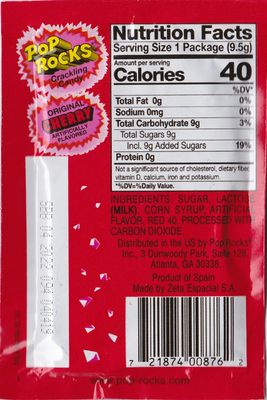 POP
ROCKS
Crackling
Candy
ORIGINAL
CHERRY
ARTIFICIALLY
FLAVORED
Nutrition Facts
Serving Size 1 Package (9.5g)
Amount per serving
Calories 40
%DV*
Total Fat 0g 0%
Sodium 0mg 0%
Total Carbohydrate 9g 3%
Total Sugars 9g
Incl. 9g Added Sugars 19%
Protein 0g
Not a significant source of cholesterol, dietary fiber,
vitamin D, calcium, iron and potassium.
*%DV=%Daily Value.
INGREDIENTS: SUGAR, LACTOSE
(MILK), CORN SYRUP, ARTIFICIAL
FLAVOR, RED 40. PROCESSED WITH
CARBON DIOXIDE
Distributed in the US by Pop Rocks
Inc., 3 Dunwoody Park, Suite 128,
Atlanta, GA 30338.
Product of Spain
Made by Zeta Espacial S.A.
7 21874 00876 2
www.pop-rocks.com